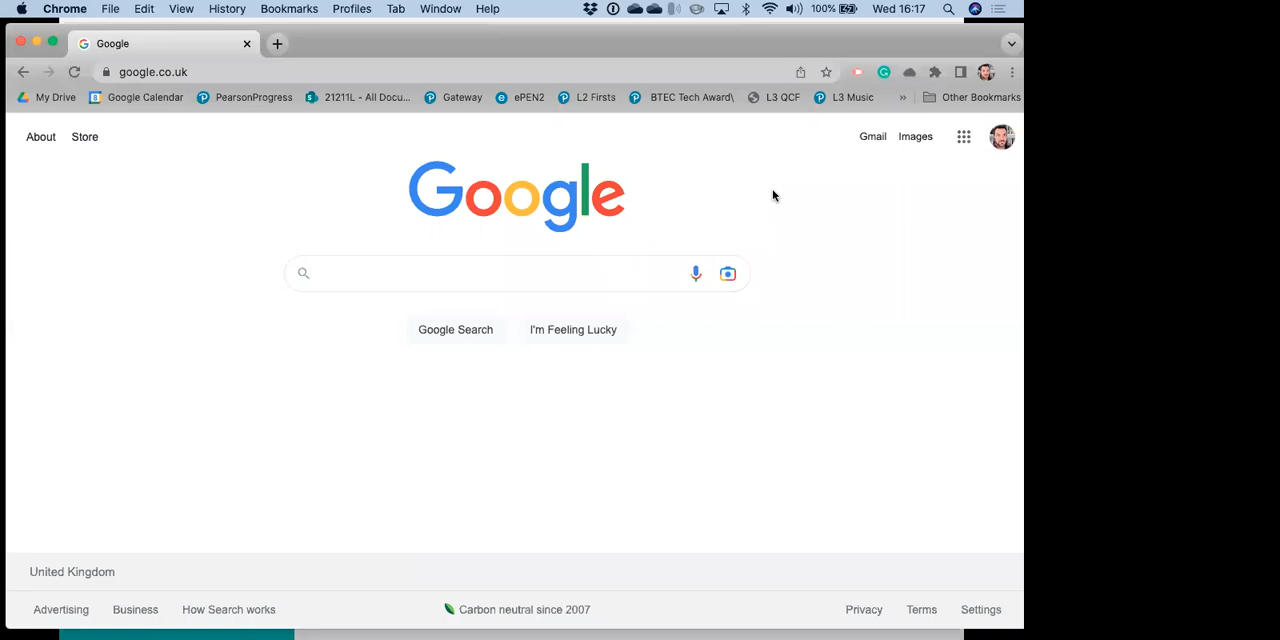 Chrome File Edit View History Bookmarks Profiles Tab Window Help 100% Wed 16:17
Google
google.co.uk
My Drive Google Calendar PearsonProgress 21211L - All Docu... Gateway ePEN2 L2 Firsts BTEC Tech Award\ L3 QCF L3 Music » Other Bookmarks
About Store Gmail Images
Google
Google Search I'm Feeling Lucky
United Kingdom
Advertising Business How Search works Carbon neutral since 2007 Privacy Terms Settings